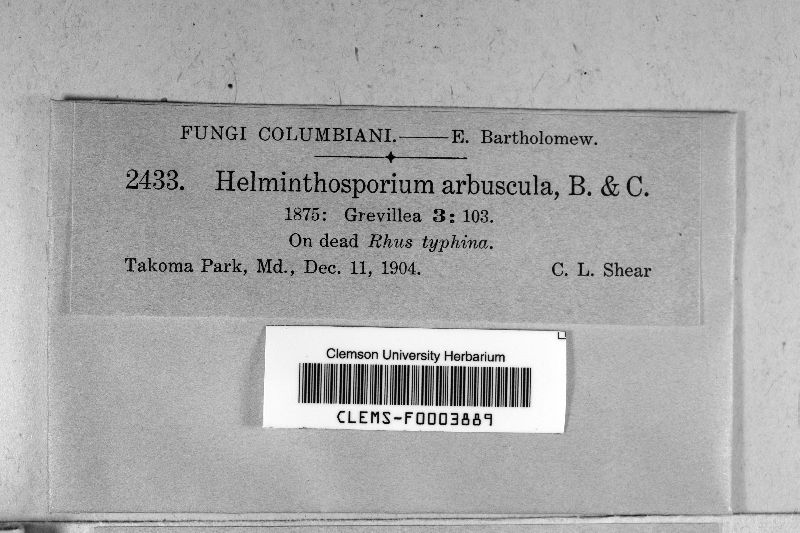 FUNGI COLUMBIANI.—E. Bartholomew.
2433. Helminthosporium arbuscula, B. & C.
1875: Grevillea 3: 103.
On dead Rhus typhina.
Takoma Park, Md., Dec. 11, 1904. C. L. Shear
Clemson University Herbarium
CLEMS-F0003889